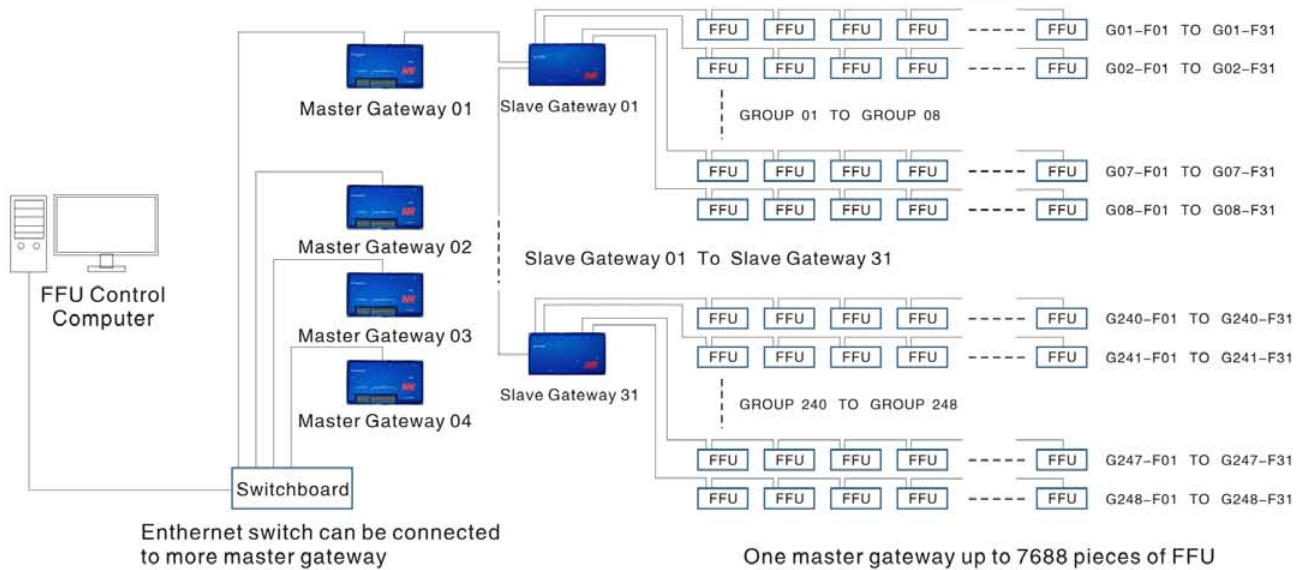 FFU FFU FFU FFU FFU G01-F01 TO G01-F31
FFU FFU FFU FFU FFU G02-F01 TO G02-F31
Master Gateway 01
Slave Gateway 01
GROUP 01 TO GROUP 08
FFU FFU FFU FFU FFU G07-F01 TO G07-F31
FFU FFU FFU FFU FFU G08-F01 TO G08-F31
Master Gateway 02
Slave Gateway 01 To Slave Gateway 31
FFU Control
Computer
Master Gateway 03
FFU FFU FFU FFU FFU G240-F01 TO G240-F31
FFU FFU FFU FFU FFU G241-F01 TO G241-F31
Slave Gateway 31
Master Gateway 04
GROUP 240 TO GROUP 248
FFU FFU FFU FFU FFU G247-F01 TO G247-F31
FFU FFU FFU FFU FFU G248-F01 TO G248-F31
Switchboard
Enthernet switch can be connected
to more master gateway
One master gateway up to 7688 pieces of FFU